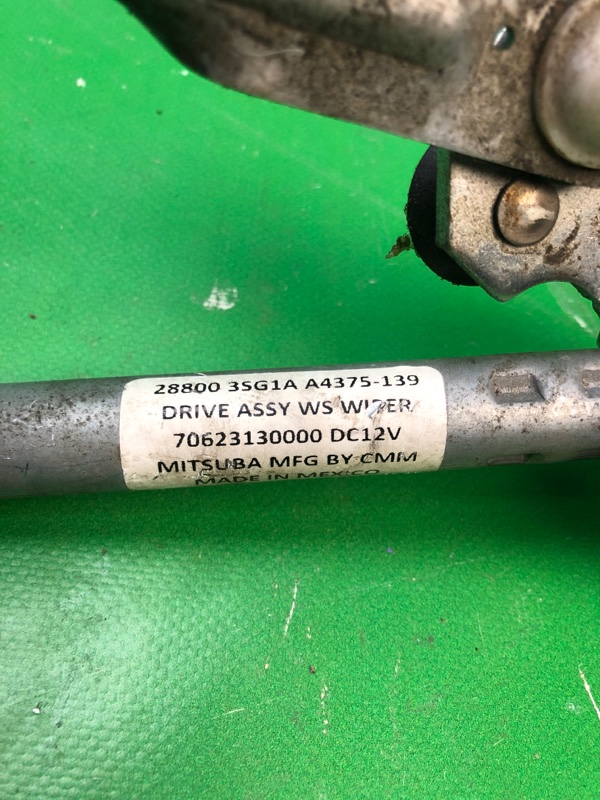 28800 3SG1A A4375-139
DRIVE ASSY WS WIPER
70623130000 DC12V
MITSUBA MFG BY CMM
MADE IN MEXICO